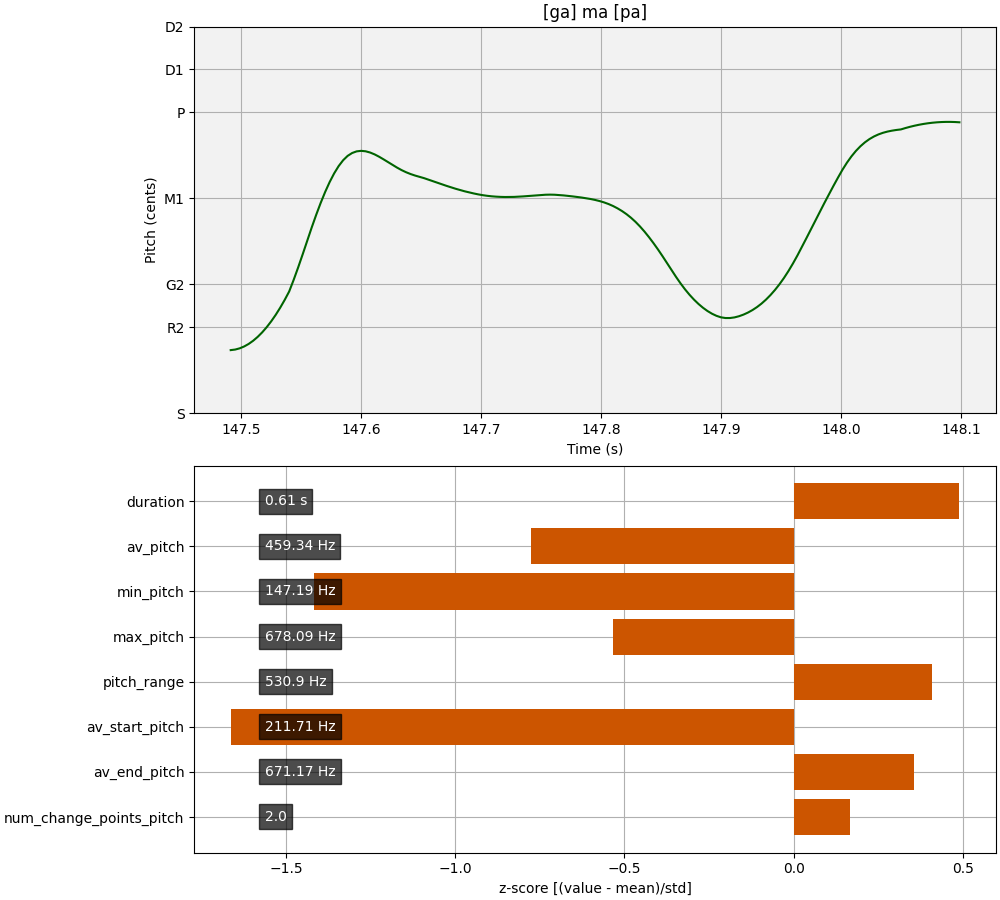 [ga] ma [pa]
D2
D1
P
M1
G2
R2
S
Pitch (cents)
147.5 147.6 147.7 147.8 147.9 148.0 148.1
Time (s)
duration 0.61 s
av_pitch 459.34 Hz
min_pitch 147.19 Hz
max_pitch 678.09 Hz
pitch_range 530.9 Hz
av_start_pitch 211.71 Hz
av_end_pitch 671.17 Hz
num_change_points_pitch 2.0
−1.5 −1.0 −0.5 0.0 0.5
z-score [(value - mean)/std]